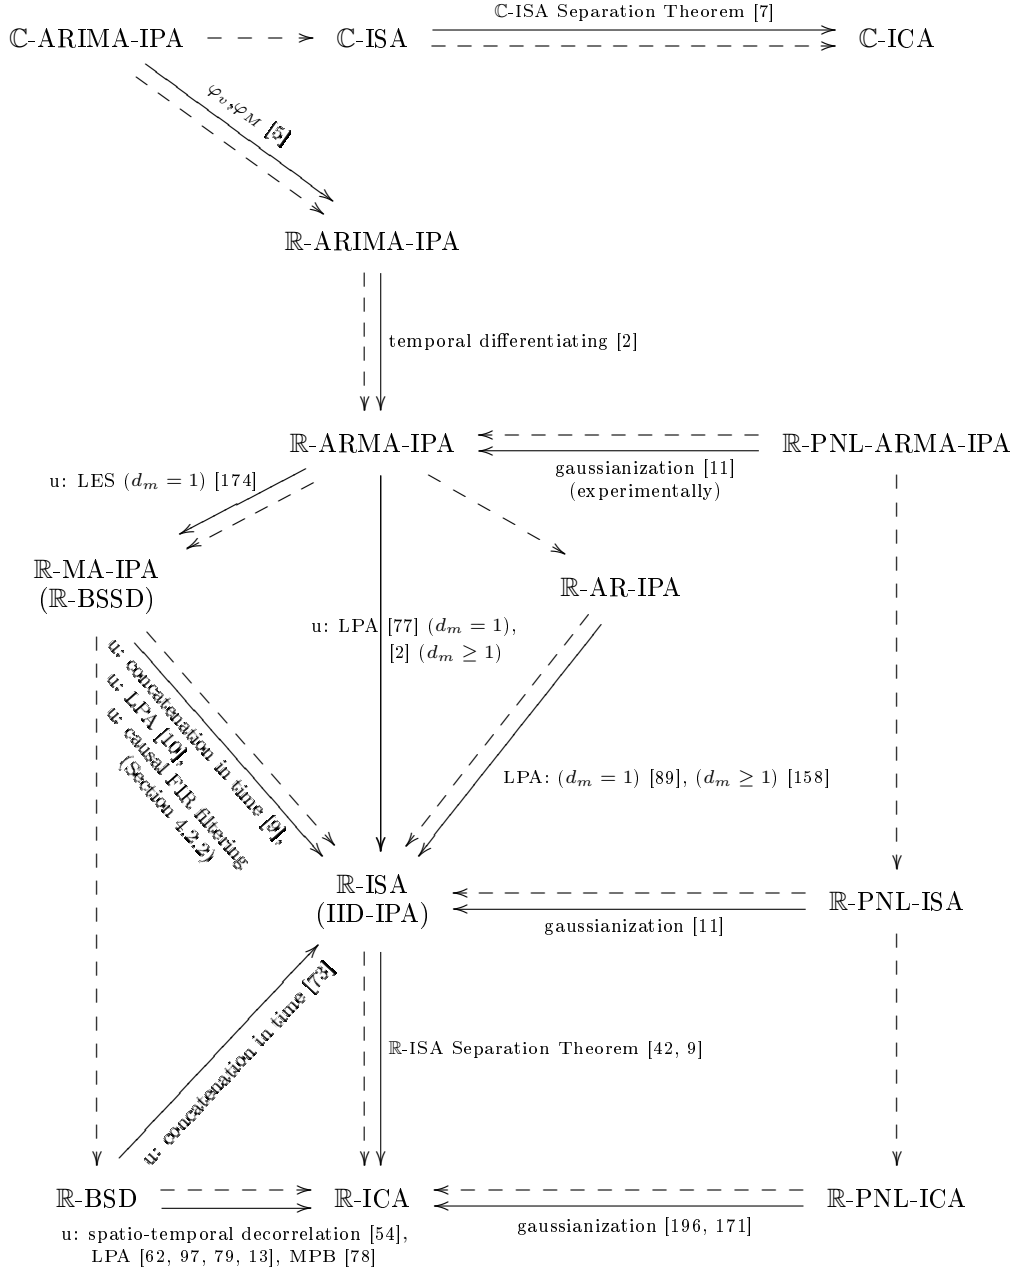 ℂ-ISA Separation Theorem [7]
ℂ-ARIMA-IPA
ℂ-ISA
ℂ-ICA
φ_v,φ_M [5]
ℝ-ARIMA-IPA
temporal differentiating [2]
ℝ-ARMA-IPA
ℝ-PNL-ARMA-IPA
gaussianization [11]
(experimentally)
u: LES (d_m = 1) [174]
ℝ-MA-IPA
(ℝ-BSSD)
ℝ-AR-IPA
u: LPA [77] (d_m = 1),
[2] (d_m ≥ 1)
u: concatenation in time [9],
u: LPA [10],
u: causal FIR filtering
(Section 4.2.2)
LPA: (d_m = 1) [89], (d_m ≥ 1) [158]
ℝ-ISA
(IID-IPA)
ℝ-PNL-ISA
gaussianization [11]
u: concatenation in time [73]
ℝ-ISA Separation Theorem [42, 9]
ℝ-BSD
ℝ-ICA
ℝ-PNL-ICA
u: spatio-temporal decorrelation [54],
LPA [62, 97, 79, 13], MPB [78]
gaussianization [196, 171]